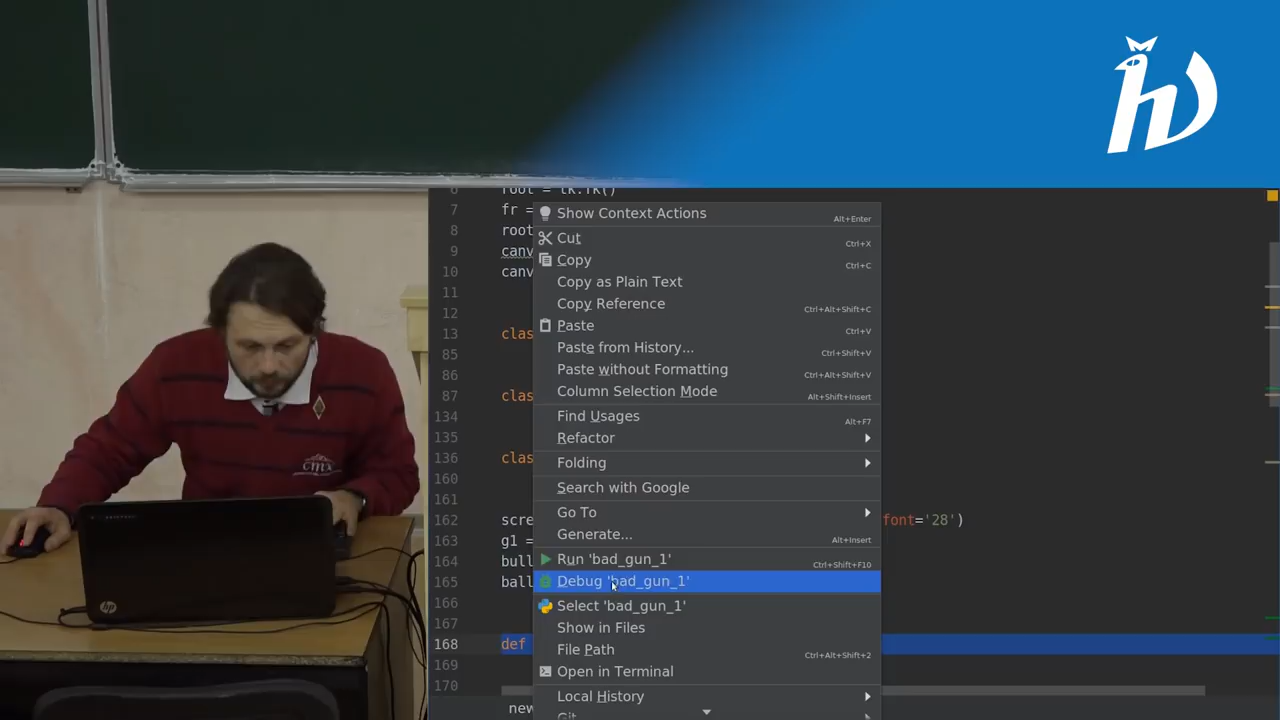 6 root = tk.Tk()
7 fr =
8 root
9 canv
10 canv
11
12
13 clas
85
86
87 clas
134
135
136 clas
160
161
162 scre font='28')
163 g1 =
164 bull
165 ball
166
167
168 def
169
170
new
Show Context Actions Alt+Enter
Cut Ctrl+X
Copy Ctrl+C
Copy as Plain Text
Copy Reference Ctrl+Alt+Shift+C
Paste Ctrl+V
Paste from History... Ctrl+Shift+V
Paste without Formatting Ctrl+Alt+Shift+V
Column Selection Mode Alt+Shift+Insert
Find Usages Alt+F7
Refactor
Folding
Search with Google
Go To
Generate... Alt+Insert
Run 'bad_gun_1' Ctrl+Shift+F10
Debug 'bad_gun_1'
Select 'bad_gun_1'
Show in Files
File Path Ctrl+Alt+Shift+2
Open in Terminal
Local History
Git
hp